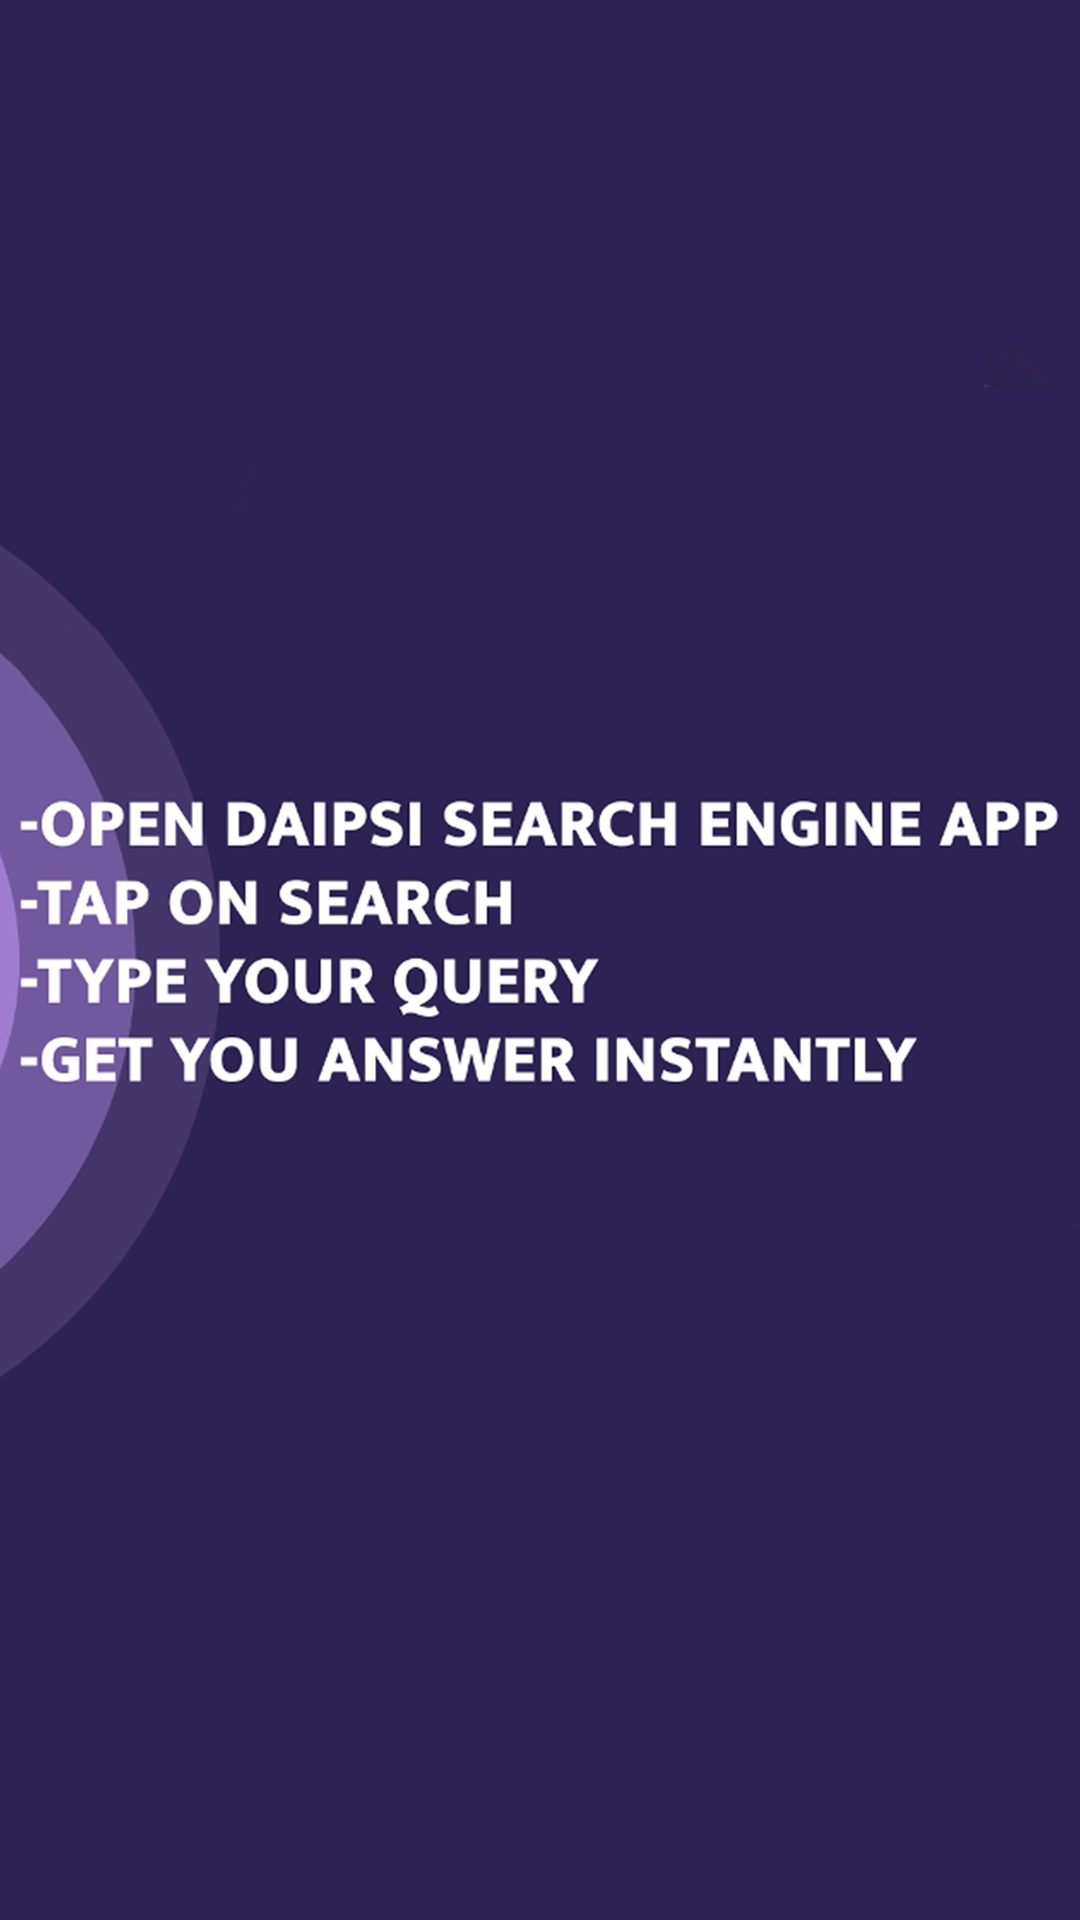 -OPEN DAIPSI SEARCH ENGINE APP
-TAP ON SEARCH
-TYPE YOUR QUERY
-GET YOU ANSWER INSTANTLY